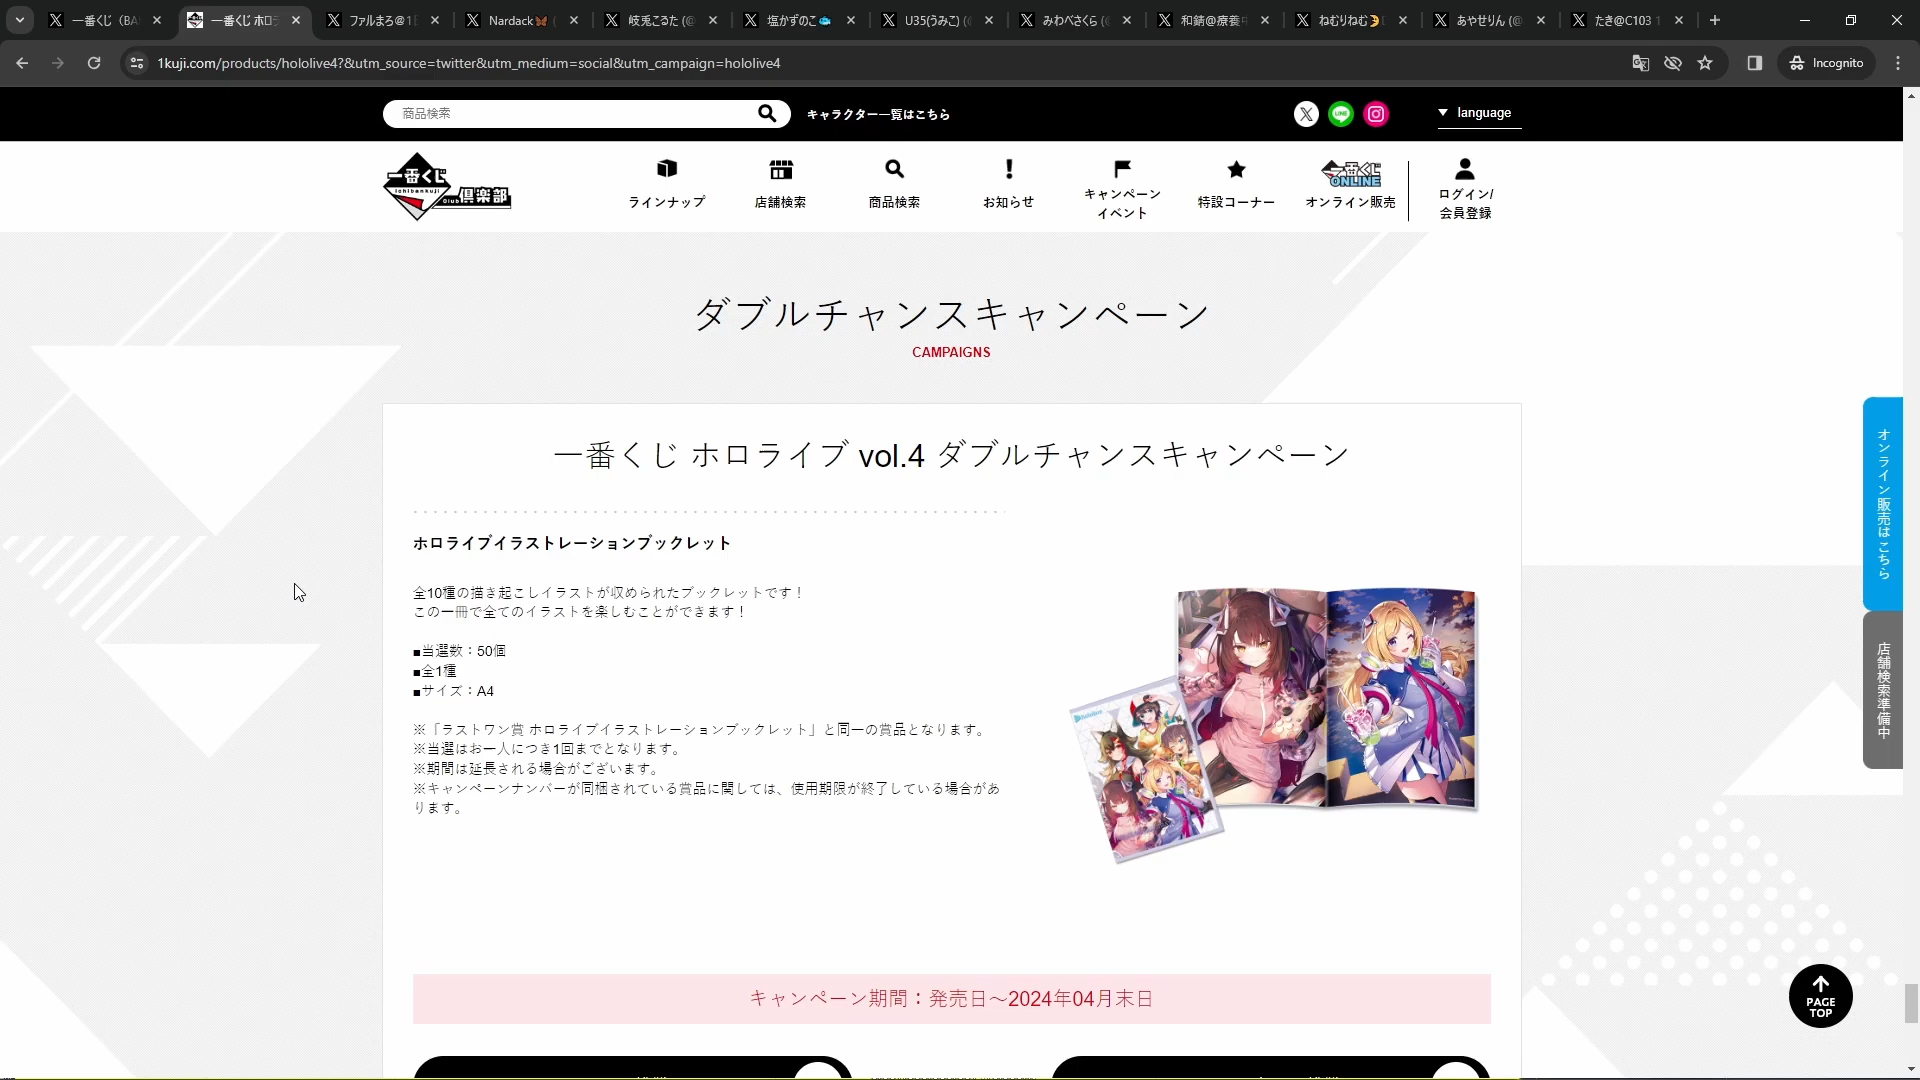 一番くじ (BA
一番くじ ホロラ
ファルまろ@1
Nardack
岐兎こるた (@
塩かずのこ
U35(うみこ) (
みわべさくら (
和錆@療養中
ねむりねむ
あやせりん (@
たき@C103 1
1kuji.com/products/hololive4?&utm_source=twitter&utm_medium=social&utm_campaign=hololive4
Incognito
商品検索
キャラクター一覧はこちら
LINE
language
一番くじ
ichibankuji
Club 倶楽部
ラインナップ
店舗検索
商品検索
お知らせ
キャンペーン
イベント
特設コーナー
一番くじ
ONLINE
オンライン販売
ログイン/
会員登録
ダブルチャンスキャンペーン
CAMPAIGNS
一番くじ ホロライブ vol.4 ダブルチャンスキャンペーン
ホロライブイラストレーションブックレット
全10種の描き起こしイラストが収められたブックレットです！
この一冊で全てのイラストを楽しむことができます！
■当選数：50個
■全1種
■サイズ：A4
※「ラストワン賞 ホロライブイラストレーションブックレット」と同一の賞品となります。
※当選はお一人につき1回までとなります。
※期間は延長される場合がございます。
※キャンペーンナンバーが同梱されている賞品に関しては、使用期限が終了している場合があ
ります。
キャンペーン期間：発売日～2024年04月末日
オンライン販売はこちら
店舗検索準備中
PAGE
TOP